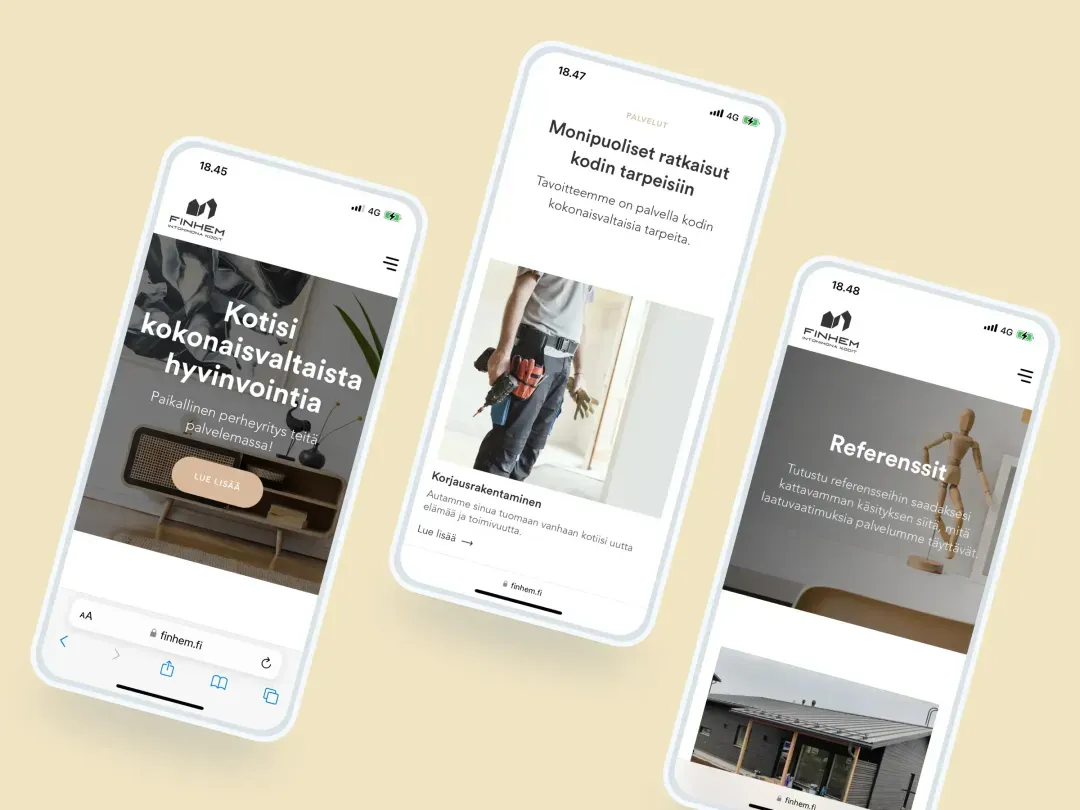 18.45
4G
FINHEM
INTOHIMONA KODIT
Kotisi
kokonaisvaltaista
hyvinvointia
Paikallinen perheyritys teitä
palvelemassa!
LUE LISÄÄ
AA
finhem.fi
18.47
4G
PALVELUT
Monipuoliset ratkaisut
kodin tarpeisiin
Tavoitteemme on palvella kodin
kokonaisvaltaisia tarpeita.
Korjausrakentaminen
Autamme sinua tuomaan vanhaan kotiisi uutta
elämää ja toimivuutta.
Lue lisää →
finhem.fi
18.48
4G
FINHEM
INTOHIMONA KODIT
Referenssit
Tutustu referensseihin saadaksesi
kattavamman käsityksen siitä, mitä
laatuvaatimuksia palvelumme täyttävät.
finhem.fi